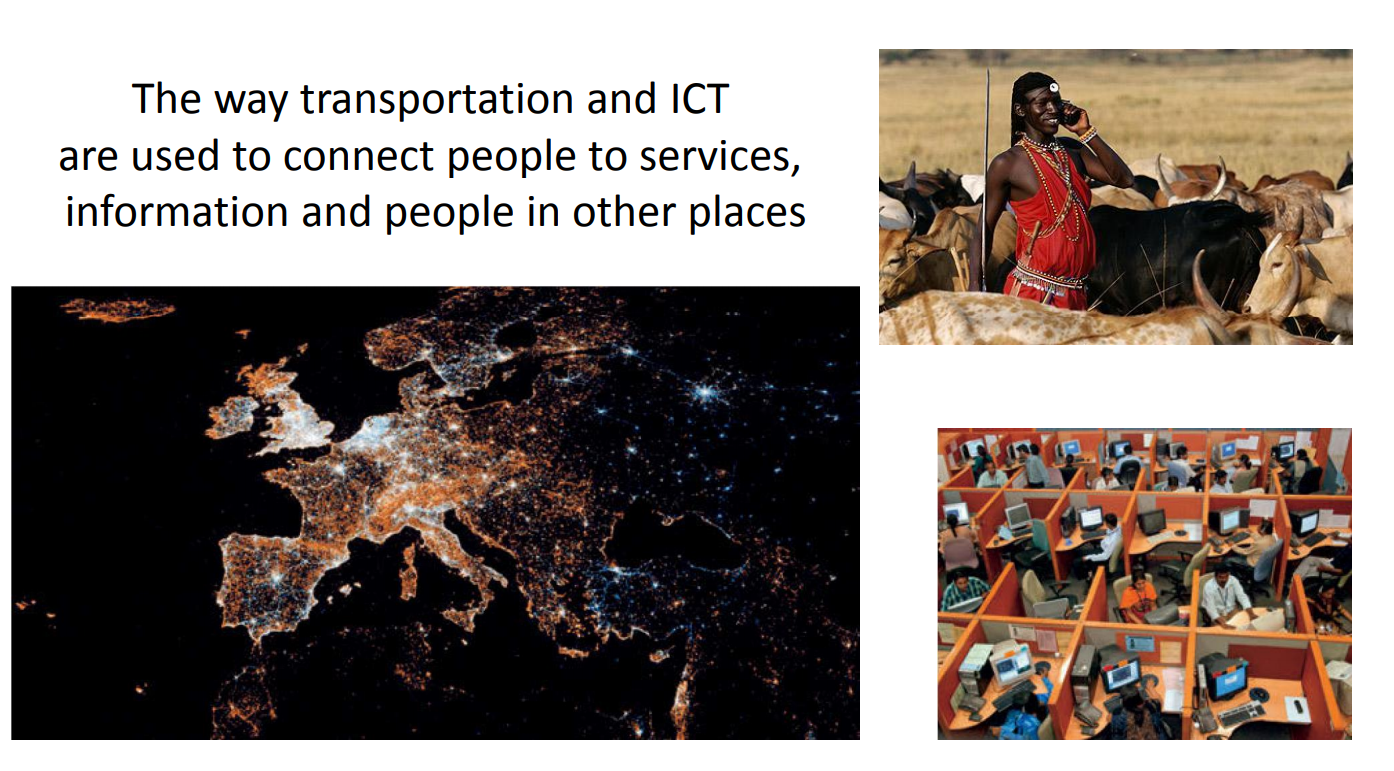 The way transportation and ICT
are used to connect people to services,
information and people in other places